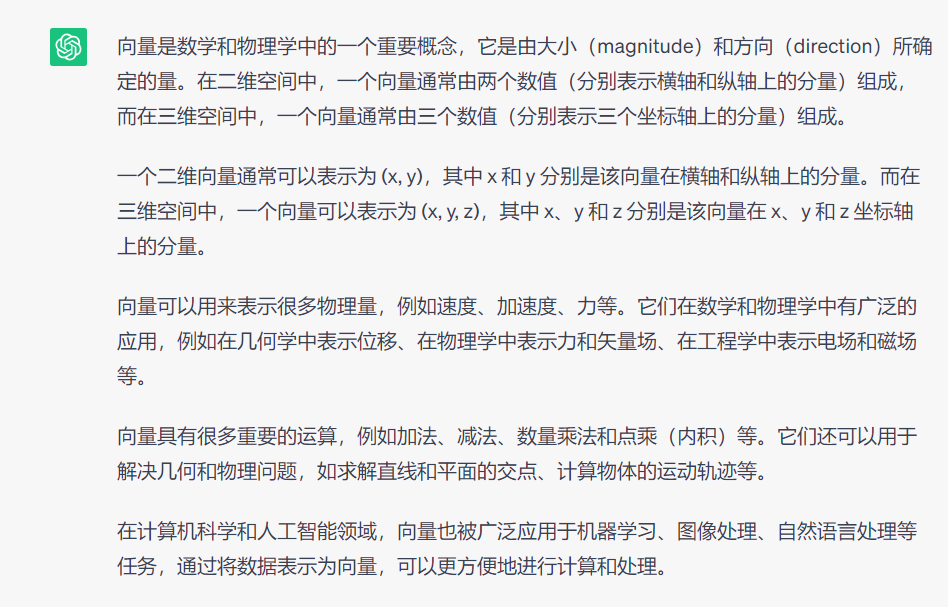 向量是数学和物理学中的一个重要概念，它是由大小（magnitude）和方向（direction）所确
定的量。在二维空间中，一个向量通常由两个数值（分别表示横轴和纵轴上的分量）组成，
而在三维空间中，一个向量通常由三个数值（分别表示三个坐标轴上的分量）组成。
一个二维向量通常可以表示为 (x, y)，其中 x 和 y 分别是该向量在横轴和纵轴上的分量。而在
三维空间中，一个向量可以表示为 (x, y, z)，其中 x、y 和 z 分别是该向量在 x、y 和 z 坐标轴
上的分量。
向量可以用来表示很多物理量，例如速度、加速度、力等。它们在数学和物理学中有广泛的
应用，例如在几何学中表示位移、在物理学中表示力和矢量场、在工程学中表示电场和磁场
等。
向量具有很多重要的运算，例如加法、减法、数量乘法和点乘（内积）等。它们还可以用于
解决几何和物理问题，如求解直线和平面的交点、计算物体的运动轨迹等。
在计算机科学和人工智能领域，向量也被广泛应用于机器学习、图像处理、自然语言处理等
任务，通过将数据表示为向量，可以更方便地进行计算和处理。